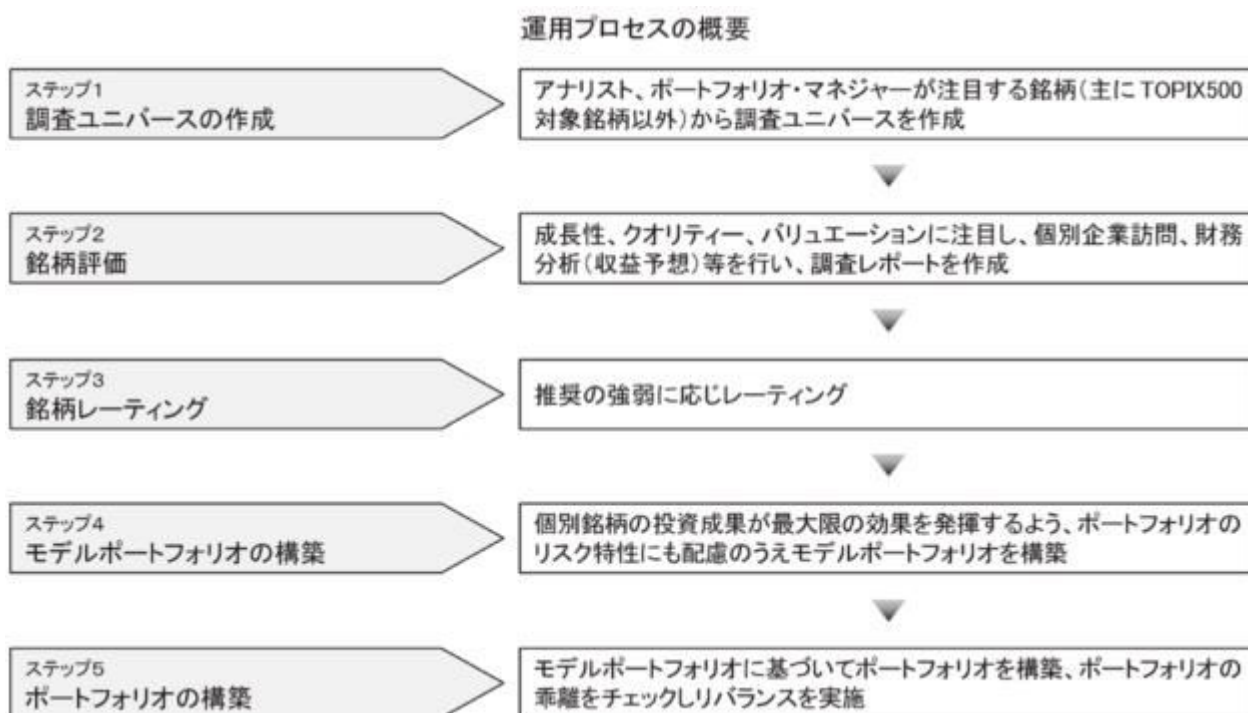 運用プロセスの概要
ステップ1
調査ユニバースの作成
アナリスト、ポートフォリオ・マネジャーが注目する銘柄(主にTOPIX500
対象銘柄以外)から調査ユニバースを作成
ステップ2
銘柄評価
成長性、クオリティー、バリュエーションに注目し、個別企業訪問、財務
分析(収益予想)等を行い、調査レポートを作成
ステップ3
銘柄レーティング
推奨の強弱に応じレーティング
ステップ4
モデルポートフォリオの構築
個別銘柄の投資成果が最大限の効果を発揮するよう、ポートフォリオの
リスク特性にも配慮のうえモデルポートフォリオを構築
ステップ5
ポートフォリオの構築
モデルポートフォリオに基づいてポートフォリオを構築、ポートフォリオの
乖離をチェックしリバランスを実施